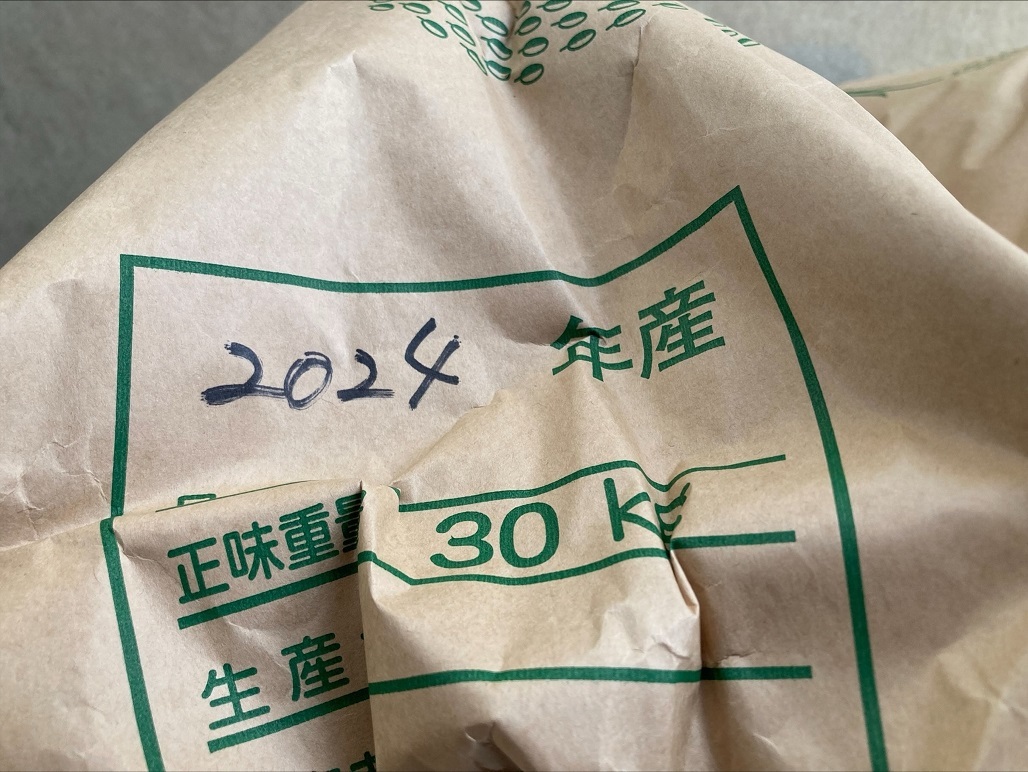 2024 年産
正味重量 30 kg
生産